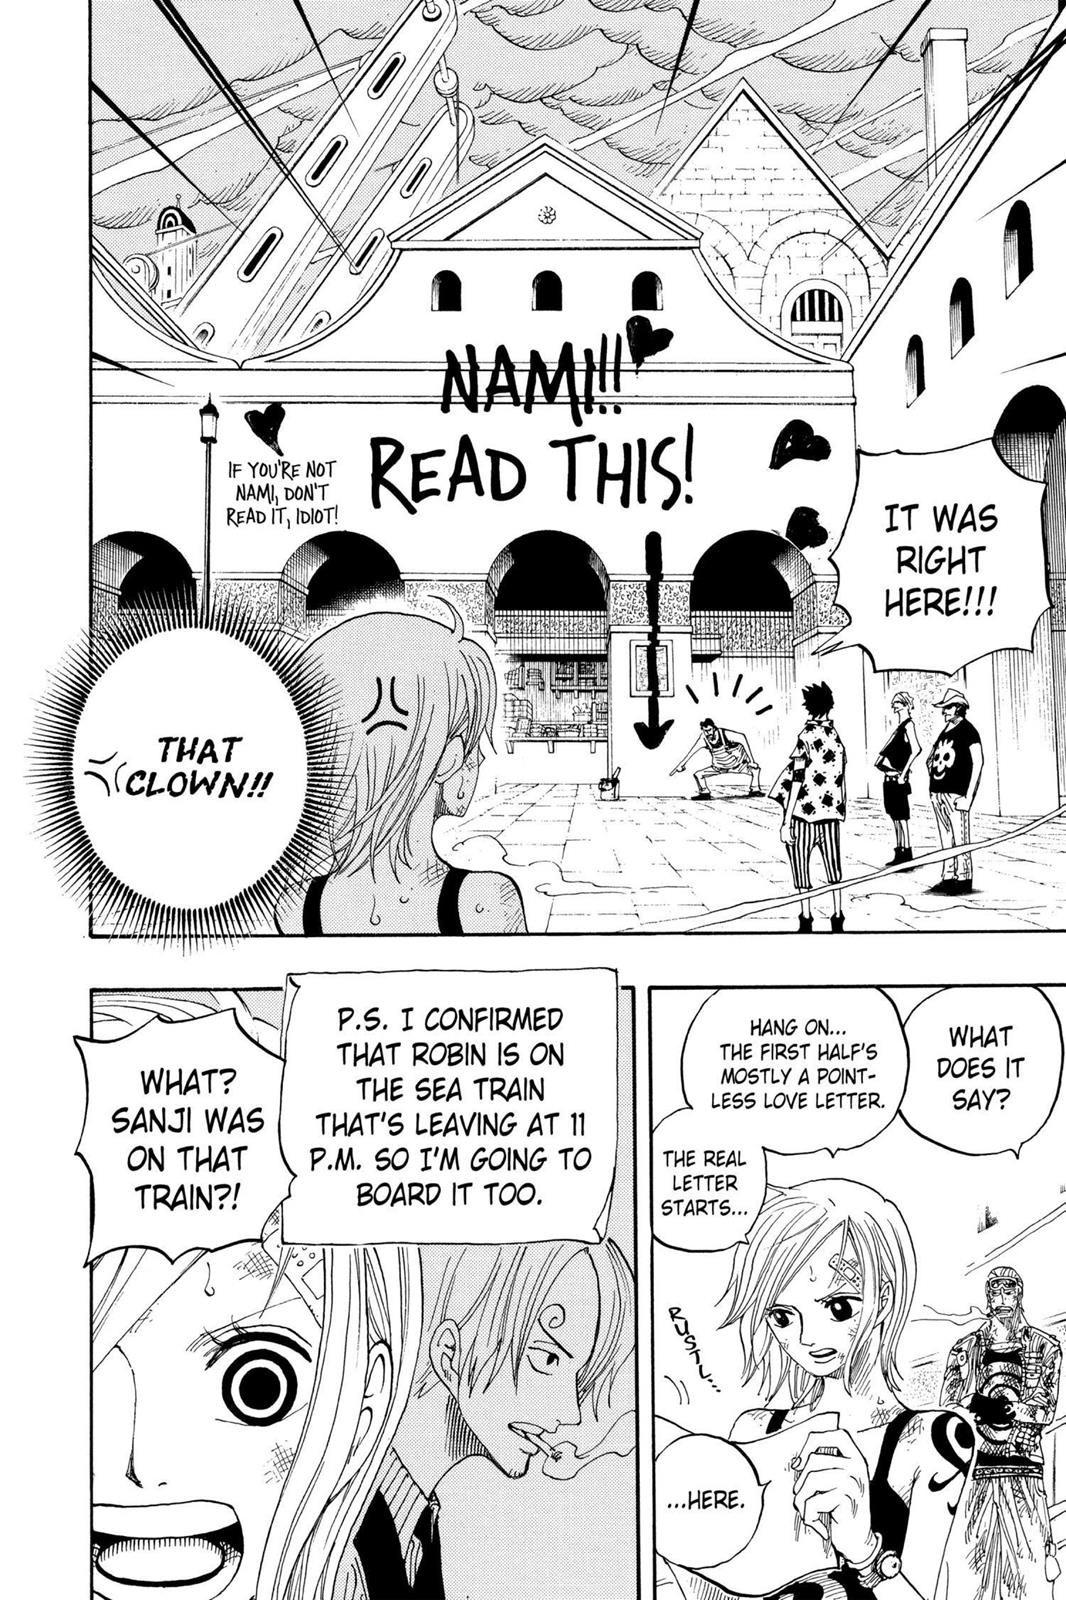 NAMI!!!
READ THIS!
IF YOU'RE NOT
NAMI, DON'T
READ IT, IDIOT!
IT WAS
RIGHT
HERE!!!
THAT
CLOWN!!
WHAT
DOES IT
SAY?
HANG ON...
THE FIRST HALF'S
MOSTLY A POINT-
LESS LOVE LETTER.
THE REAL
LETTER
STARTS...
RUSTL...
...HERE.
P.S. I CONFIRMED
THAT ROBIN IS ON
THE SEA TRAIN
THAT'S LEAVING AT 11
P.M. SO I'M GOING TO
BOARD IT TOO.
WHAT?
SANJI WAS
ON THAT
TRAIN?!